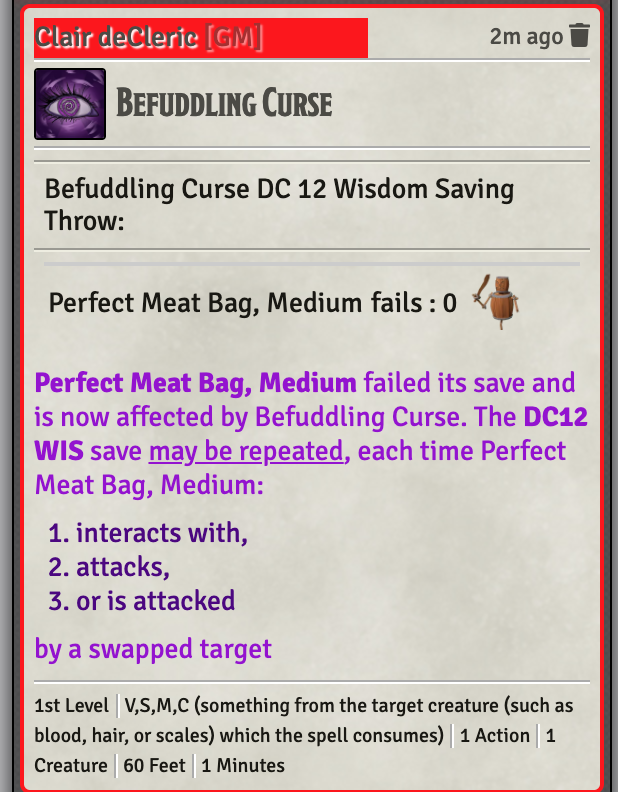 Clair deCleric [GM] 2m ago
Befuddling Curse
Befuddling Curse DC 12 Wisdom Saving
Throw:
Perfect Meat Bag, Medium fails : 0
Perfect Meat Bag, Medium failed its save and
is now affected by Befuddling Curse. The DC12
WIS save may be repeated, each time Perfect
Meat Bag, Medium:
1. interacts with,
2. attacks,
3. or is attacked
by a swapped target
1st Level | V,S,M,C (something from the target creature (such as
blood, hair, or scales) which the spell consumes) | 1 Action | 1
Creature | 60 Feet | 1 Minutes